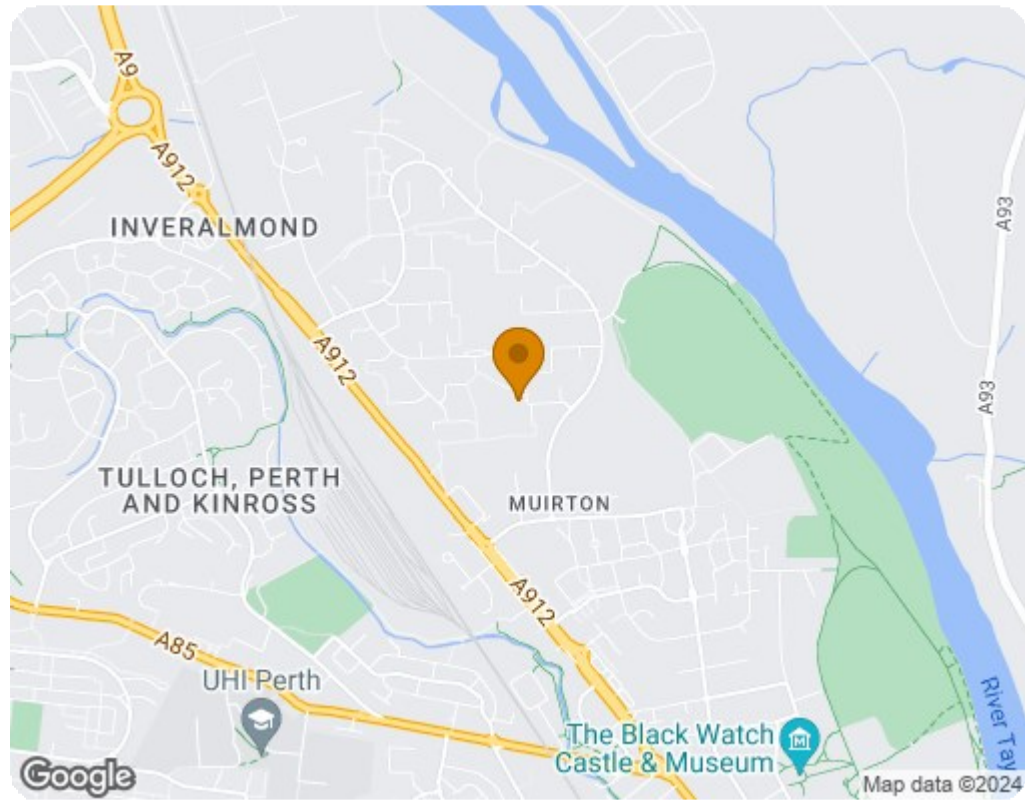 A9
A912
INVERALMOND
A93
A912
A93
TULLOCH, PERTH
AND KINROSS
MUIRTON
A912
A85
UHI Perth
River Tay
The Black Watch
Castle & Museum
Google
Map data ©2024